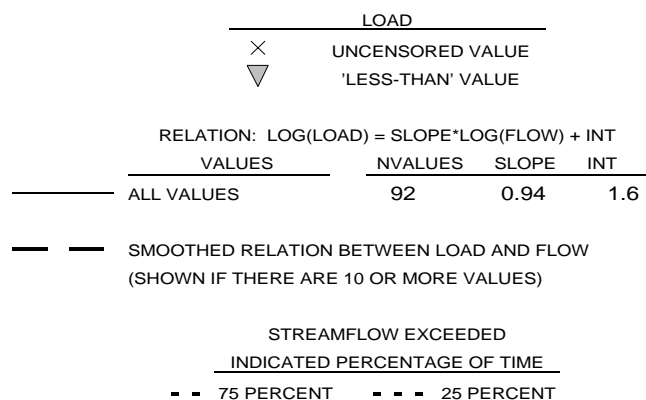 LOAD
UNCENSORED VALUE
'LESS-THAN' VALUE
RELATION: LOG(LOAD) = SLOPE*LOG(FLOW) + INT
VALUES NVALUES SLOPE INT
ALL VALUES 92 0.94 1.6
SMOOTHED RELATION BETWEEN LOAD AND FLOW
(SHOWN IF THERE ARE 10 OR MORE VALUES)
STREAMFLOW EXCEEDED
INDICATED PERCENTAGE OF TIME
75 PERCENT 25 PERCENT